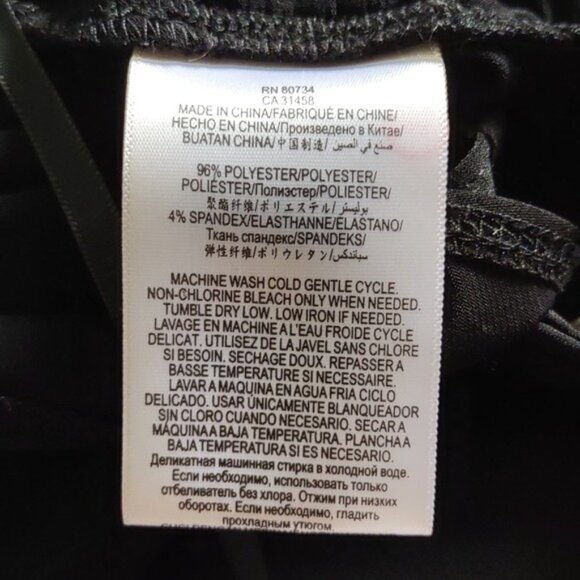 RN 80734
CA 31458
MADE IN CHINA/FABRIQUÉ EN CHINE/
HECHO EN CHINA/Произведено в Китае/
BUATAN CHINA/中国制造/ صنع في الصين/
96% POLYESTER/POLYESTER/
POLIÉSTER/Полиэстер/POLIESTER/
聚酯纤维/ポリエステル/بوليستر/
4% SPANDEX/ELASTHANNE/ELASTANO/
Ткань спандекс/SPANDEKS/
弹性纤维/ポリウレタン/سباندكس/
MACHINE WASH COLD GENTLE CYCLE.
NON-CHLORINE BLEACH ONLY WHEN NEEDED.
TUMBLE DRY LOW. LOW IRON IF NEEDED.
LAVAGE EN MACHINE A L'EAU FROIDE CYCLE
DELICAT. UTILISEZ DE LA JAVEL SANS CHLORE
SI BESOIN. SECHAGE DOUX. REPASSER A
BASSE TEMPERATURE SI NECESSAIRE.
LAVAR A MAQUINA EN AGUA FRIA CICLO
DELICADO. USAR ÚNICAMENTE BLANQUEADOR
SIN CLORO CUANDO NECESARIO. SECAR A
MÁQUINA A BAJA TEMPERATURA. PLANCHA A
BAJA TEMPERATURA SI ES NECESARIO.
Деликатная машинная стирка в холодной воде.
Если необходимо, используйте только
отбеливатель без хлора. Отжим при низких
оборотах. Если необходимо, гладить
прохладным утюгом.